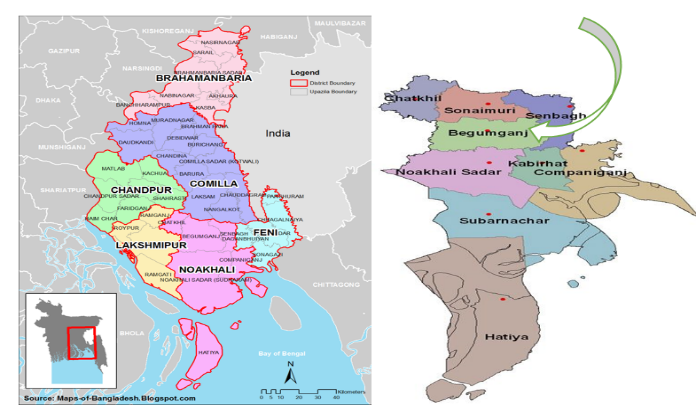 MAULVIBAZAR
KISHOREGANJ
HABIGANJ
NASIRNAGAR
GAZIPUR
SARAIL
NARSINGDI
BRAHMANBARIA SADAR
BRAHAMANBARIA
Legend
District Boundary
Upazila Boundary
NABINAGAR
AKHAURA
DHAKA
BANCHHARAMPUR
KASBA
HOMNA
MURADNAGAR
BRAHMAN PARA
India
DAUDKANDI
DEBIDWAR
BURICHANG
MUNSHIGANJ
CHANDINA
COMILLA SADAR (KOTWALI)
MATLAB
KACHUA
BARURA
COMILLA
SHARIATPUR
CHANDPUR
CHANDPUR SADAR
SHAHRASTI
LAKSAM
CHAUDDAGRAM
PARSHURAM
FARIDGANJ
NANGALKOT
HAIM CHAR
RAMGANJ
CHATKHIL
CHHAGALNAIYA
ROYPUR
BEGUMGANJ
SENBAGH
FENI
DAGANBHUIYAN
LAKSHMIPUR
SONAGAZI
COMPANIGANJ
NOAKHALI
RAMGATI
NOAKHALI SADAR (SUDHARAM)
CHITTAGONG
BHOLA
HATIYA
Bay of Bengal
N
Kilometers
0 5 10 20 30 40
Source: Maps-of-Bangladesh.Blogspot.com
Chatkhil
Sonaimuri
Senbagh
Begumganj
Kabirhat
Noakhali Sadar
Companiganj
Subarnachar
Hatiya